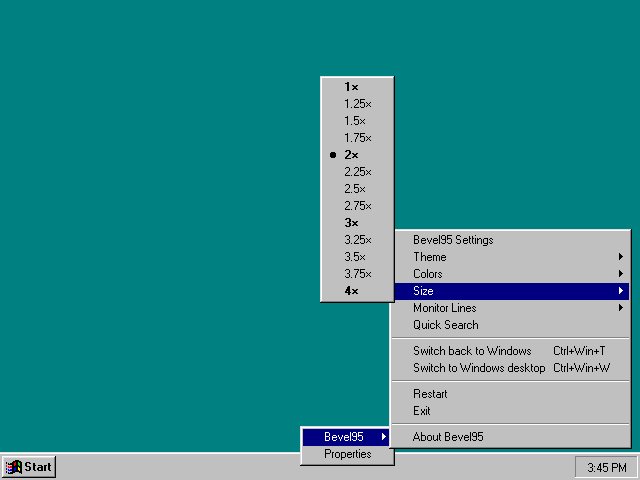 1×
1.25×
1.5×
1.75×
2×
2.25×
2.5×
2.75×
3×
3.25×
3.5×
3.75×
4×
Bevel95 Settings
Theme
Colors
Size
Monitor Lines
Quick Search
Switch back to Windows Ctrl+Win+T
Switch to Windows desktop Ctrl+Win+W
Restart
Exit
About Bevel95
Bevel95
Properties
Start
3:45 PM